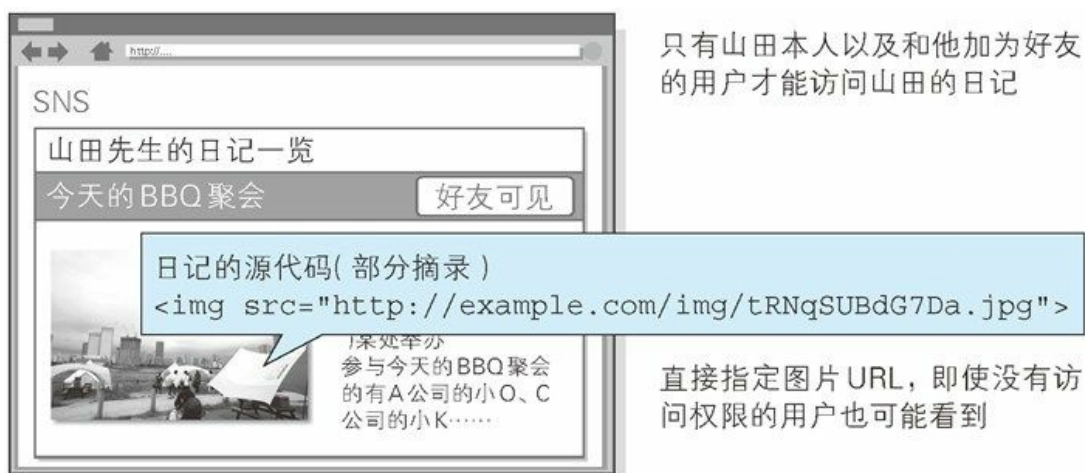 http://....
只有山田本人以及和他加为好友
的用户才能访问山田的日记
SNS
山田先生的日记一览
今天的BBQ聚会
好友可见
日记的源代码(部分摘录)
<img src="http://example.com/img/tRNqSUBdG7Da.jpg">
某处举办
参与今天的BBQ聚会
的有A公司的小O、C
公司的小K……
直接指定图片URL，即使没有访
问权限的用户也可能看到